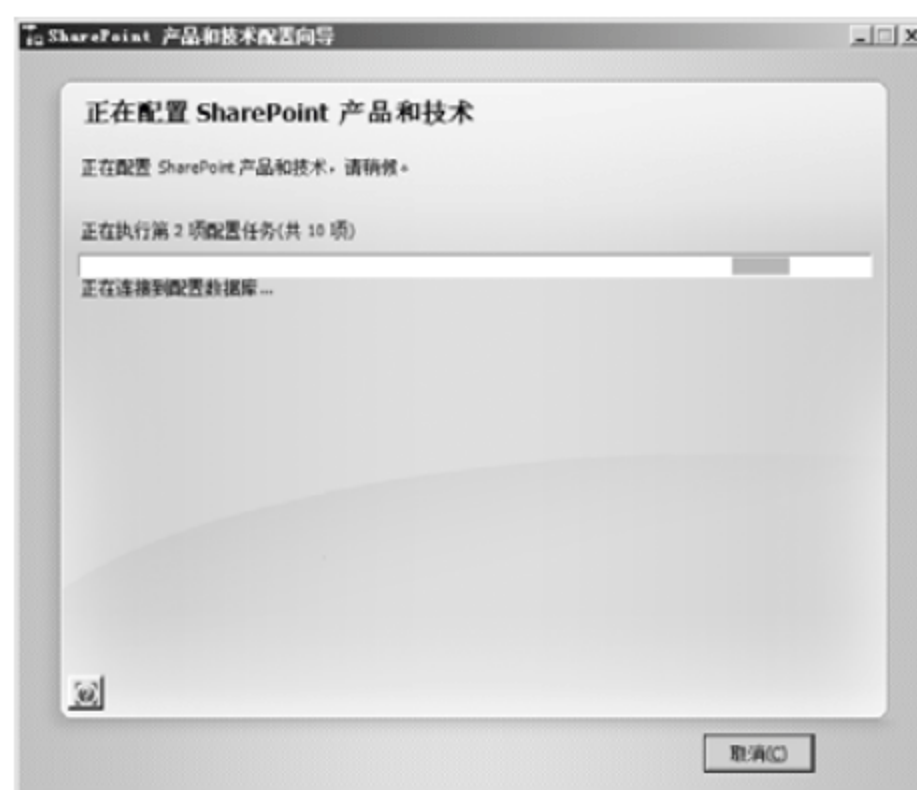 SharePoint 产品和技术配置向导
正在配置 SharePoint 产品和技术
正在配置 SharePoint 产品和技术，请稍候。
正在执行第 2 项配置任务(共 10 项)
正在连接到配置数据库...
取消(C)